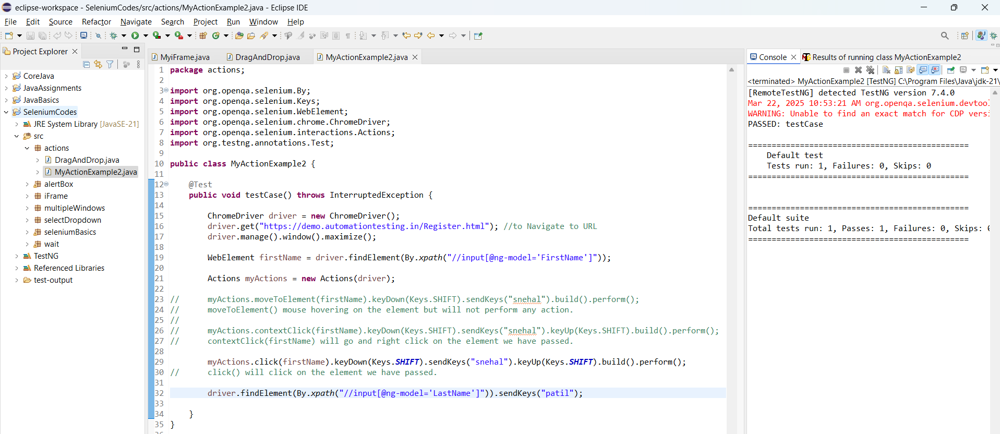 eclipse-workspace - SeleniumCodes/src/actions/MyActionExample2.java - Eclipse IDE
File Edit Source Refactor Navigate Search Project Run Window Help
Project Explorer
CoreJava
JavaAssignments
JavaBasics
SeleniumCodes
JRE System Library [JavaSE-21]
src
actions
DragAndDrop.java
MyActionExample2.java
alertBox
iFrame
multipleWindows
selectDropdown
seleniumBasics
wait
TestNG
Referenced Libraries
test-output
MyiFrame.java DragAndDrop.java MyActionExample2.java
1 package actions;
2
3 import org.openqa.selenium.By;
4 import org.openqa.selenium.Keys;
5 import org.openqa.selenium.WebElement;
6 import org.openqa.selenium.chrome.ChromeDriver;
7 import org.openqa.selenium.interactions.Actions;
8 import org.testng.annotations.Test;
9
10 public class MyActionExample2 {
11
12 @Test
13 public void testCase() throws InterruptedException {
14
15 ChromeDriver driver = new ChromeDriver();
16 driver.get("https://demo.automationtesting.in/Register.html"); //to Navigate to URL
17 driver.manage().window().maximize();
18
19 WebElement firstName = driver.findElement(By.xpath("//input[@ng-model='FirstName']"));
20
21 Actions myActions = new Actions(driver);
22
23 // myActions.moveToElement(firstName).keyDown(Keys.SHIFT).sendKeys("snehal").build().perform();
24 // moveToElement() mouse hovering on the element but will not perform any action.
25 //
26 // myActions.contextClick(firstName).keyDown(Keys.SHIFT).sendKeys("snehal").keyUp(Keys.SHIFT).build().perform();
27 // contextClick(firstName) will go and right click on the element we have passed.
28
29 myActions.click(firstName).keyDown(Keys.SHIFT).sendKeys("snehal").keyUp(Keys.SHIFT).build().perform();
30 // click() will click on the element we have passed.
31
32 driver.findElement(By.xpath("//input[@ng-model='LastName']")).sendKeys("patil");
33
34 }
35 }
Console Results of running class MyActionExample2
<terminated> MyActionExample2 [TestNG] C:\Program Files\Java\jdk-21\
[RemoteTestNG] detected TestNG version 7.4.0
Mar 22, 2025 10:53:21 AM org.openqa.selenium.devtool
WARNING: Unable to find an exact match for CDP versi
PASSED: testCase
===============================================
Default test
Tests run: 1, Failures: 0, Skips: 0
===============================================
===============================================
Default suite
Total tests run: 1, Passes: 1, Failures: 0, Skips:
===============================================